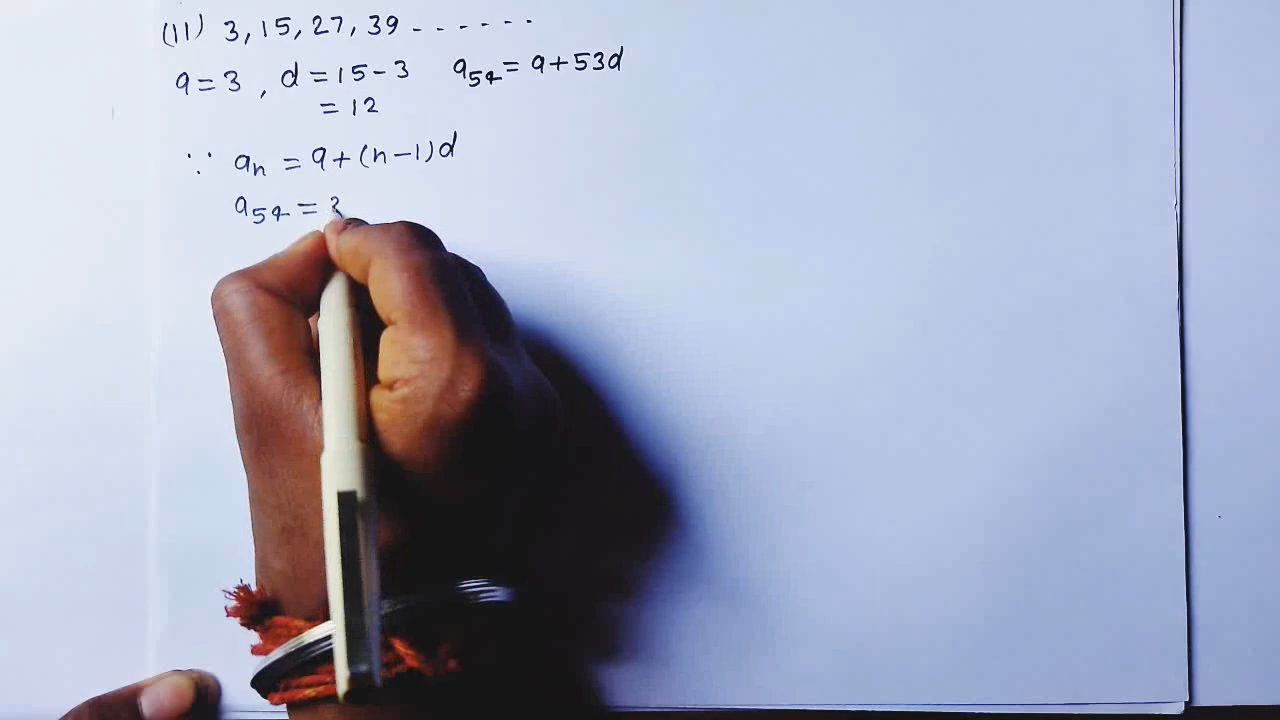 (11) 3, 15, 27, 39 - - - - - -
a = 3 , d = 15 - 3 a54 = a + 53d
= 12
∵ an = a + (n - 1)d
a54 = 3